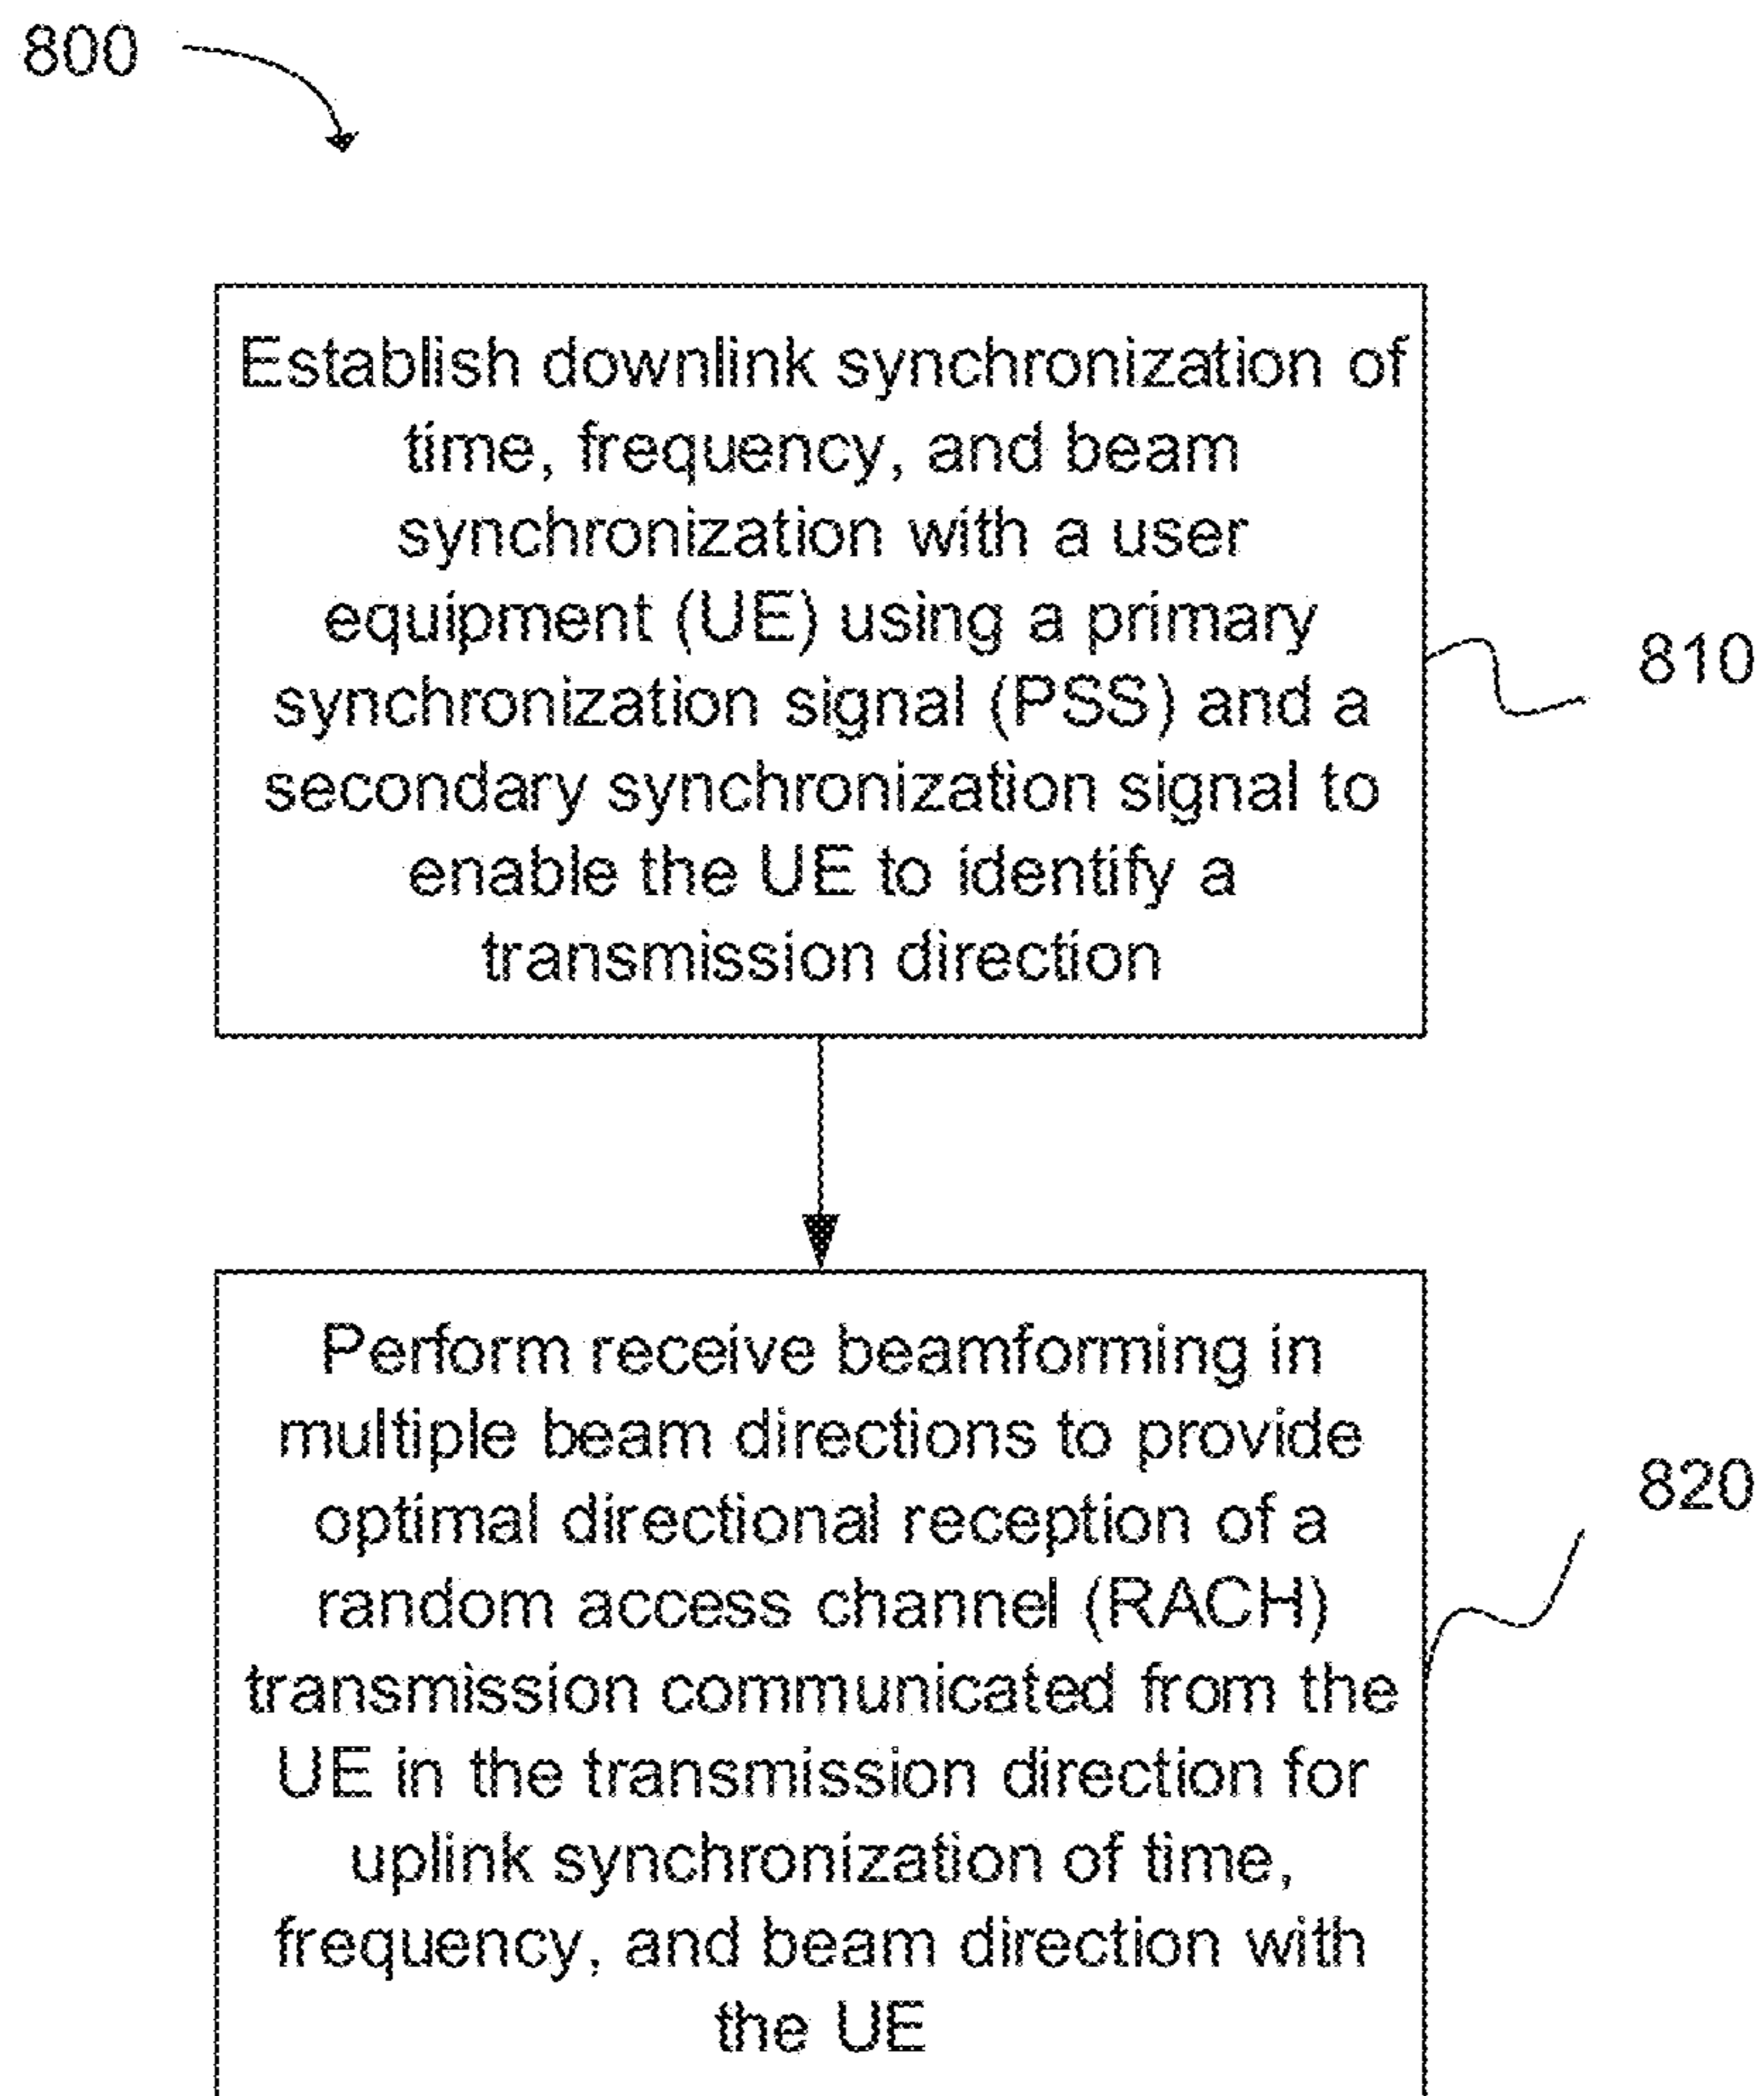 800
Establish downlink synchronization of
time, frequency, and beam
synchronization with a user
equipment (UE) using a primary
synchronization signal (PSS) and a
secondary synchronization signal to
enable the UE to identify a
transmission direction
810
Perform receive beamforming in
multiple beam directions to provide
optimal directional reception of a
random access channel (RACH)
transmission communicated from the
UE in the transmission direction for
uplink synchronization of time,
frequency, and beam direction with
the UE
820